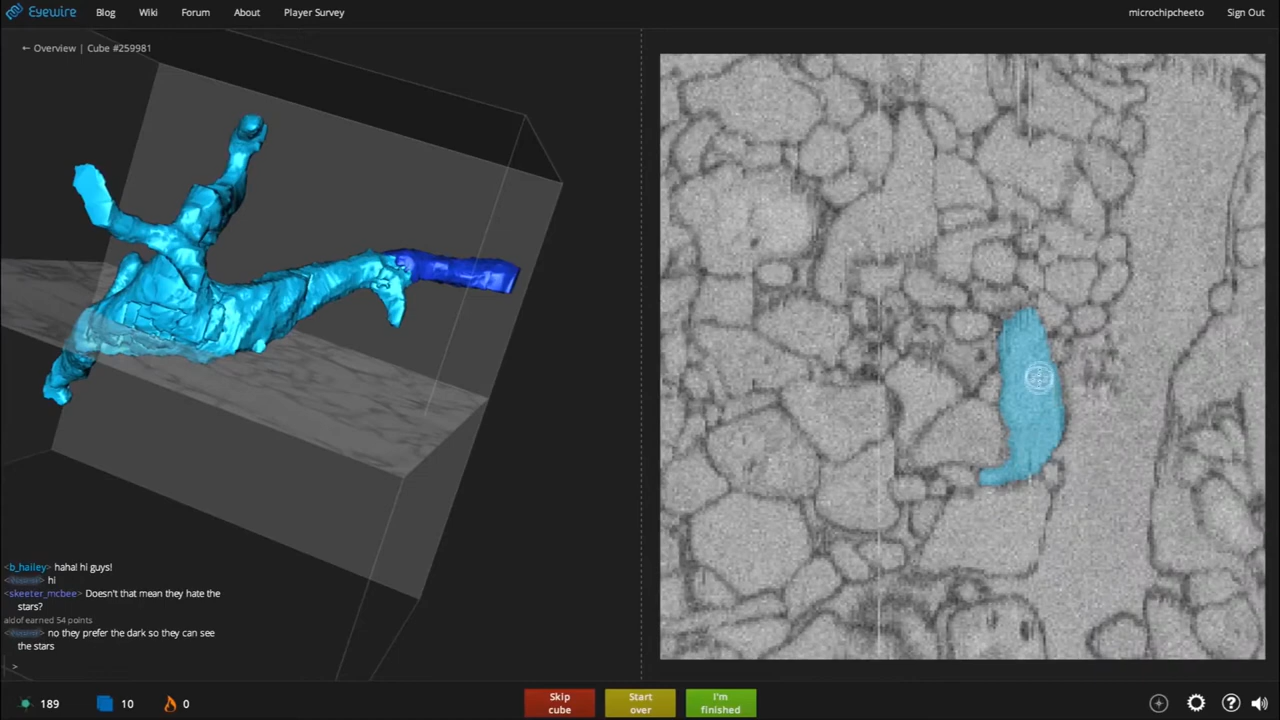 Eyewire Blog Wiki Forum About Player Survey microchipcheeto Sign Out
← Overview | Cube #259981
<b_hailey> haha! hi guys!
hi
<skeeter_mcbee> Doesn't that mean they hate the
stars?
aldof earned 54 points
no they prefer the dark so they can see
the stars
>
189 10 0
Skip
cube
Start
over
I'm
finished